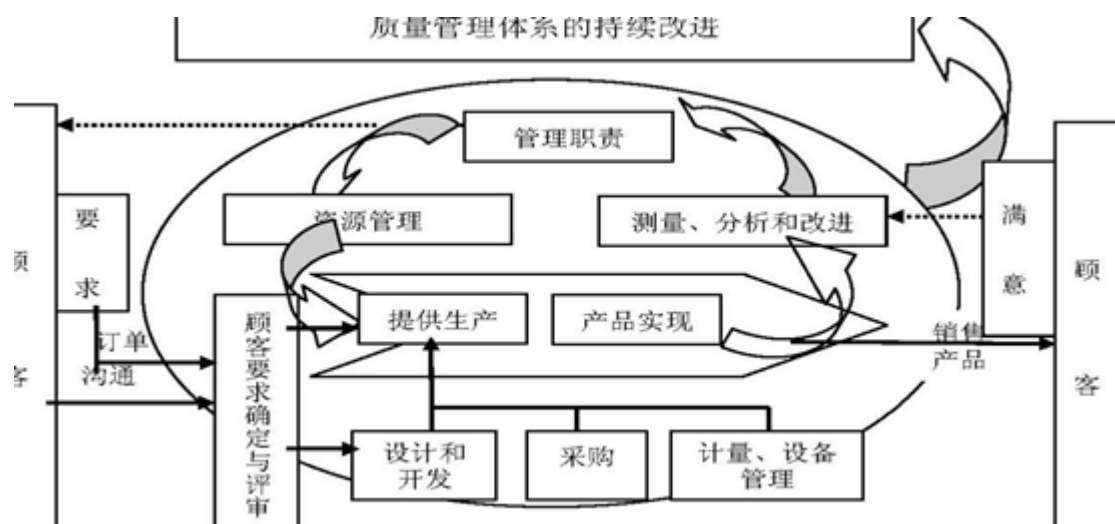 质量管理体系的持续改进
管理职责
资源管理
测量、分析和改进
要求
满意
顾客
顾客
提供生产
产品实现
订单
沟通
销售
产品
顾客要求确定与评审
设计和
开发
采购
计量、设备
管理